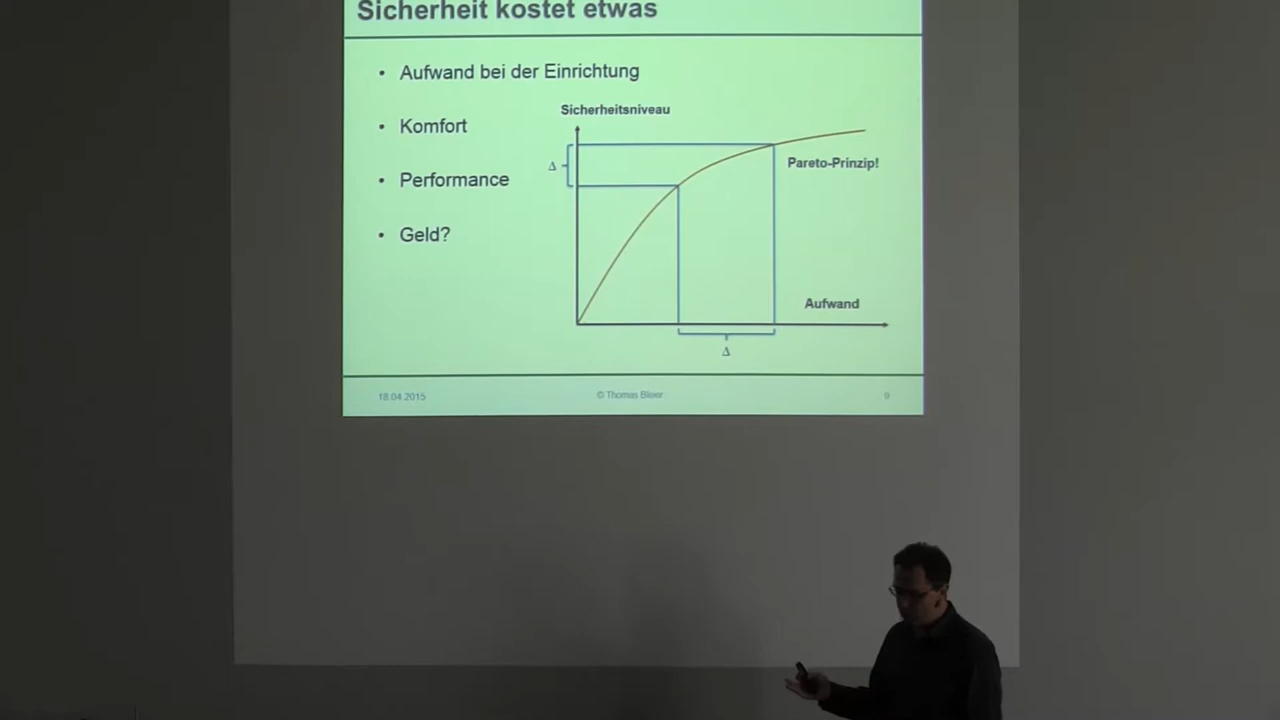 Sicherheit kostet etwas
• Aufwand bei der Einrichtung
Sicherheitsniveau
• Komfort
Δ
Pareto-Prinzip!
• Performance
• Geld?
Aufwand
Δ
18.04.2015
© Thomas Bleier
9